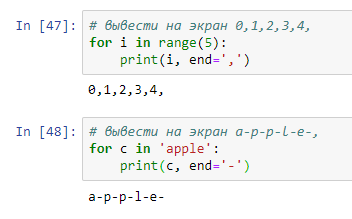 In [47]: # вывести на экран 0,1,2,3,4,
for i in range(5):
    print(i, end=',')
0,1,2,3,4,
In [48]: # вывести на экран a-p-p-l-e-,
for c in 'apple':
    print(c, end='-')
a-p-p-l-e-